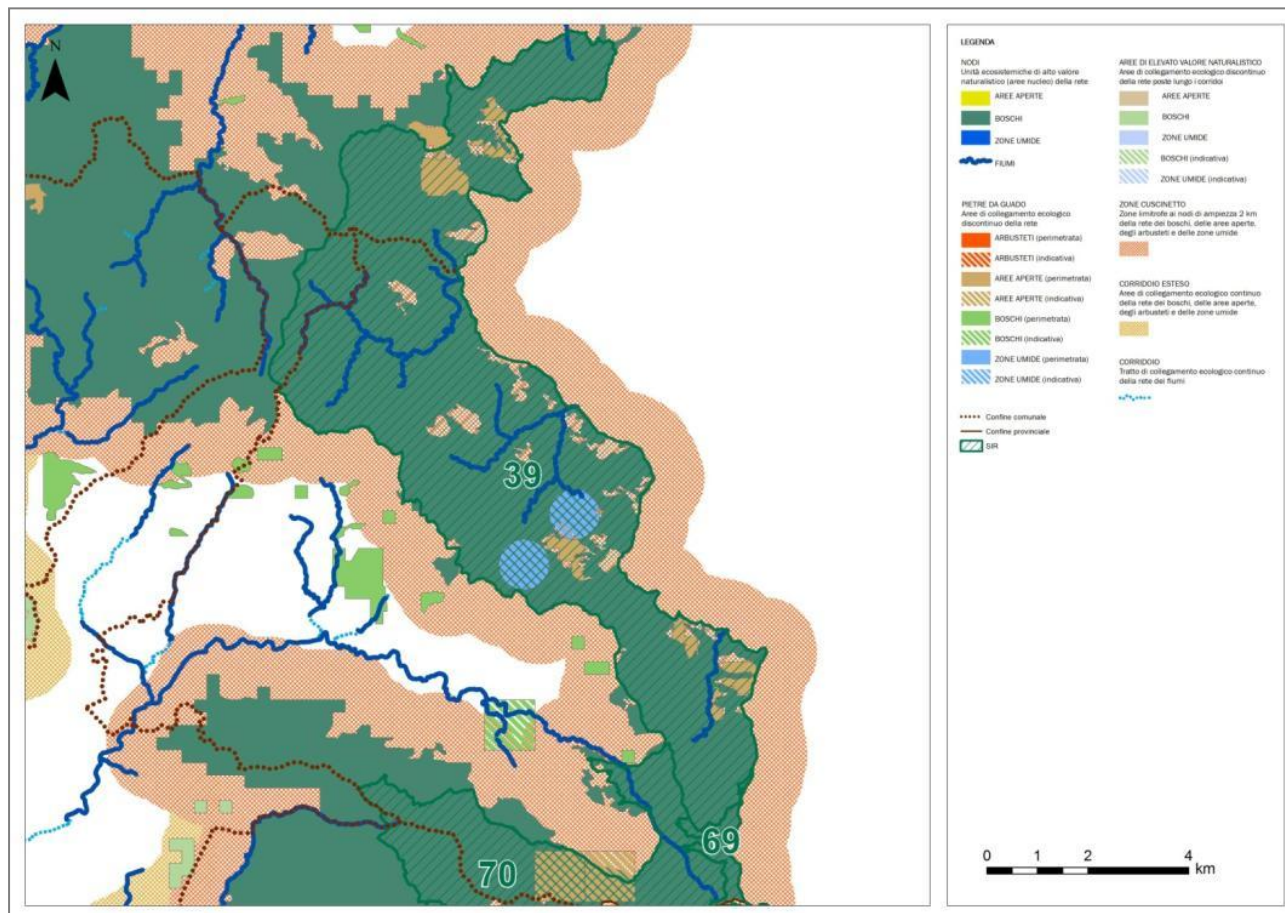 N
39
69
70
LEGENDA
NODI
Unità ecosistemiche di alto valore
naturalistico (aree nucleo) della rete
AREE APERTE
BOSCHI
ZONE UMIDE
FIUMI
PIETRE DA GUADO
Aree di collegamento ecologico
discontinuo della rete
ARBUSTETI (perimetrata)
ARBUSTETI (indicativa)
AREE APERTE (perimetrata)
AREE APERTE (indicativa)
BOSCHI (perimetrata)
BOSCHI (indicativa)
ZONE UMIDE (perimetrata)
ZONE UMIDE (indicativa)
Confine comunale
Confine provinciale
SIR
AREE DI ELEVATO VALORE NATURALISTICO
Aree di collegamento ecologico discontinuo
della rete poste lungo i corridoi
AREE APERTE
BOSCHI
ZONE UMIDE
BOSCHI (indicativa)
ZONE UMIDE (indicativa)
ZONE CUSCINETTO
Zone limitrofe ai nodi di ampiezza 2 km
della rete dei boschi, delle aree aperte,
degli arbusteti e delle zone umide
CORRIDOIO ESTESO
Aree di collegamento ecologico continuo
della rete dei boschi, delle aree aperte,
degli arbusteti e delle zone umide
CORRIDOIO
Tratto di collegamento ecologico continuo
della rete dei fiumi
0 1 2 4
km